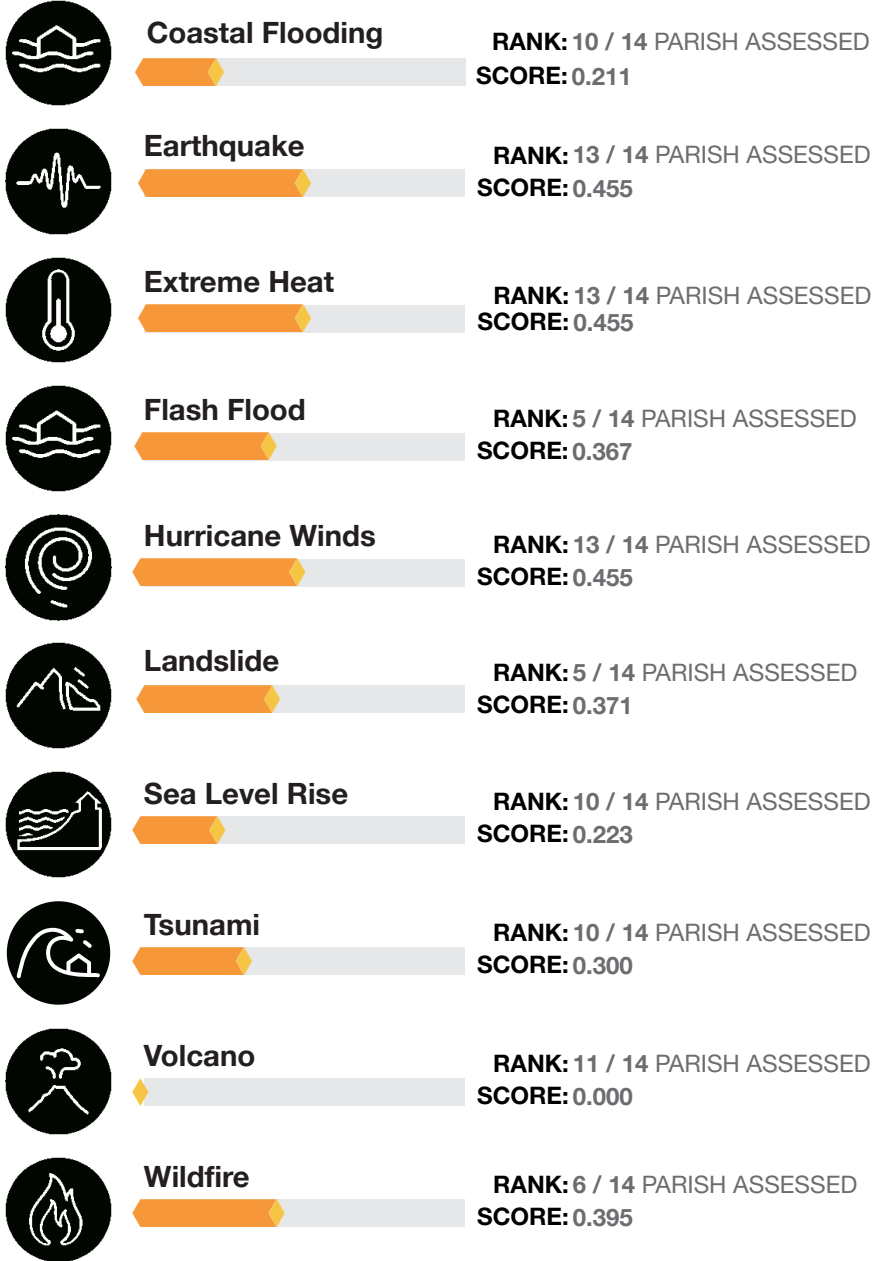 Coastal Flooding
RANK: 10 / 14 PARISH ASSESSED
SCORE: 0.211
Earthquake
RANK: 13 / 14 PARISH ASSESSED
SCORE: 0.455
Extreme Heat
RANK: 13 / 14 PARISH ASSESSED
SCORE: 0.455
Flash Flood
RANK: 5 / 14 PARISH ASSESSED
SCORE: 0.367
Hurricane Winds
RANK: 13 / 14 PARISH ASSESSED
SCORE: 0.455
Landslide
RANK: 5 / 14 PARISH ASSESSED
SCORE: 0.371
Sea Level Rise
RANK: 10 / 14 PARISH ASSESSED
SCORE: 0.223
Tsunami
RANK: 10 / 14 PARISH ASSESSED
SCORE: 0.300
Volcano
RANK: 11 / 14 PARISH ASSESSED
SCORE: 0.000
Wildfire
RANK: 6 / 14 PARISH ASSESSED
SCORE: 0.395